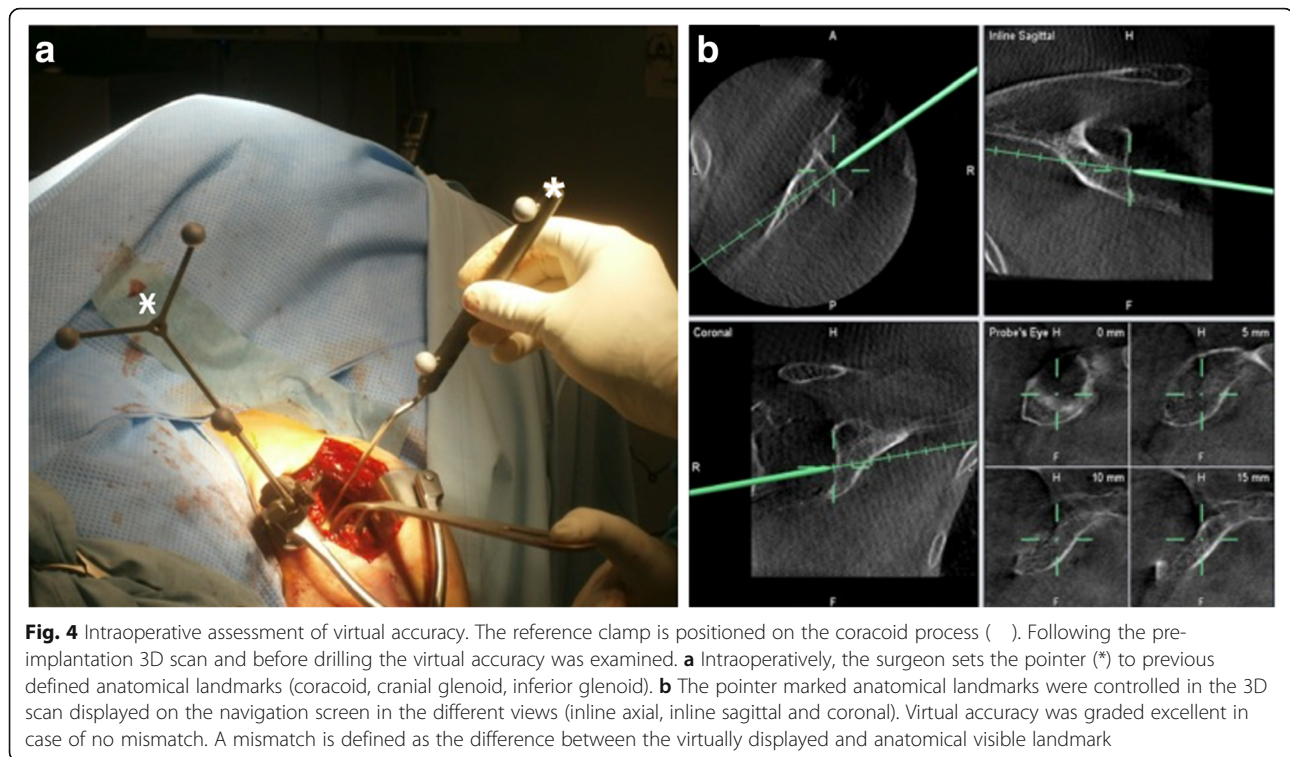 a
*
b
A
L
R
P
Inline Sagittal
H
F
Coronal
H
R
F
Probe's Eye H 0 mm
F
H 5 mm
F
H 10 mm
F
H 15 mm
F
Fig. 4 Intraoperative assessment of virtual accuracy. The reference clamp is positioned on the coracoid process ( ). Following the pre-
implantation 3D scan and before drilling the virtual accuracy was examined. a Intraoperatively, the surgeon sets the pointer (*) to previous
defined anatomical landmarks (coracoid, cranial glenoid, inferior glenoid). b The pointer marked anatomical landmarks were controlled in the 3D
scan displayed on the navigation screen in the different views (inline axial, inline sagittal and coronal). Virtual accuracy was graded excellent in
case of no mismatch. A mismatch is defined as the difference between the virtually displayed and anatomical visible landmark